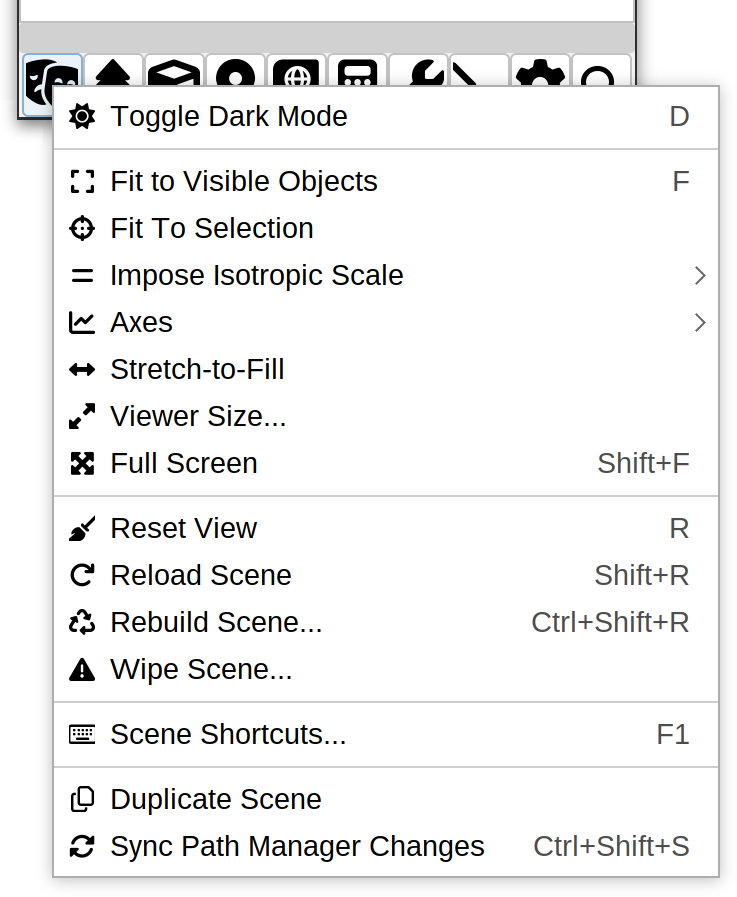 Toggle Dark Mode D
Fit to Visible Objects F
Fit To Selection
Impose Isotropic Scale
Axes
Stretch-to-Fill
Viewer Size...
Full Screen Shift+F
Reset View R
Reload Scene Shift+R
Rebuild Scene... Ctrl+Shift+R
Wipe Scene...
Scene Shortcuts... F1
Duplicate Scene
Sync Path Manager Changes Ctrl+Shift+S